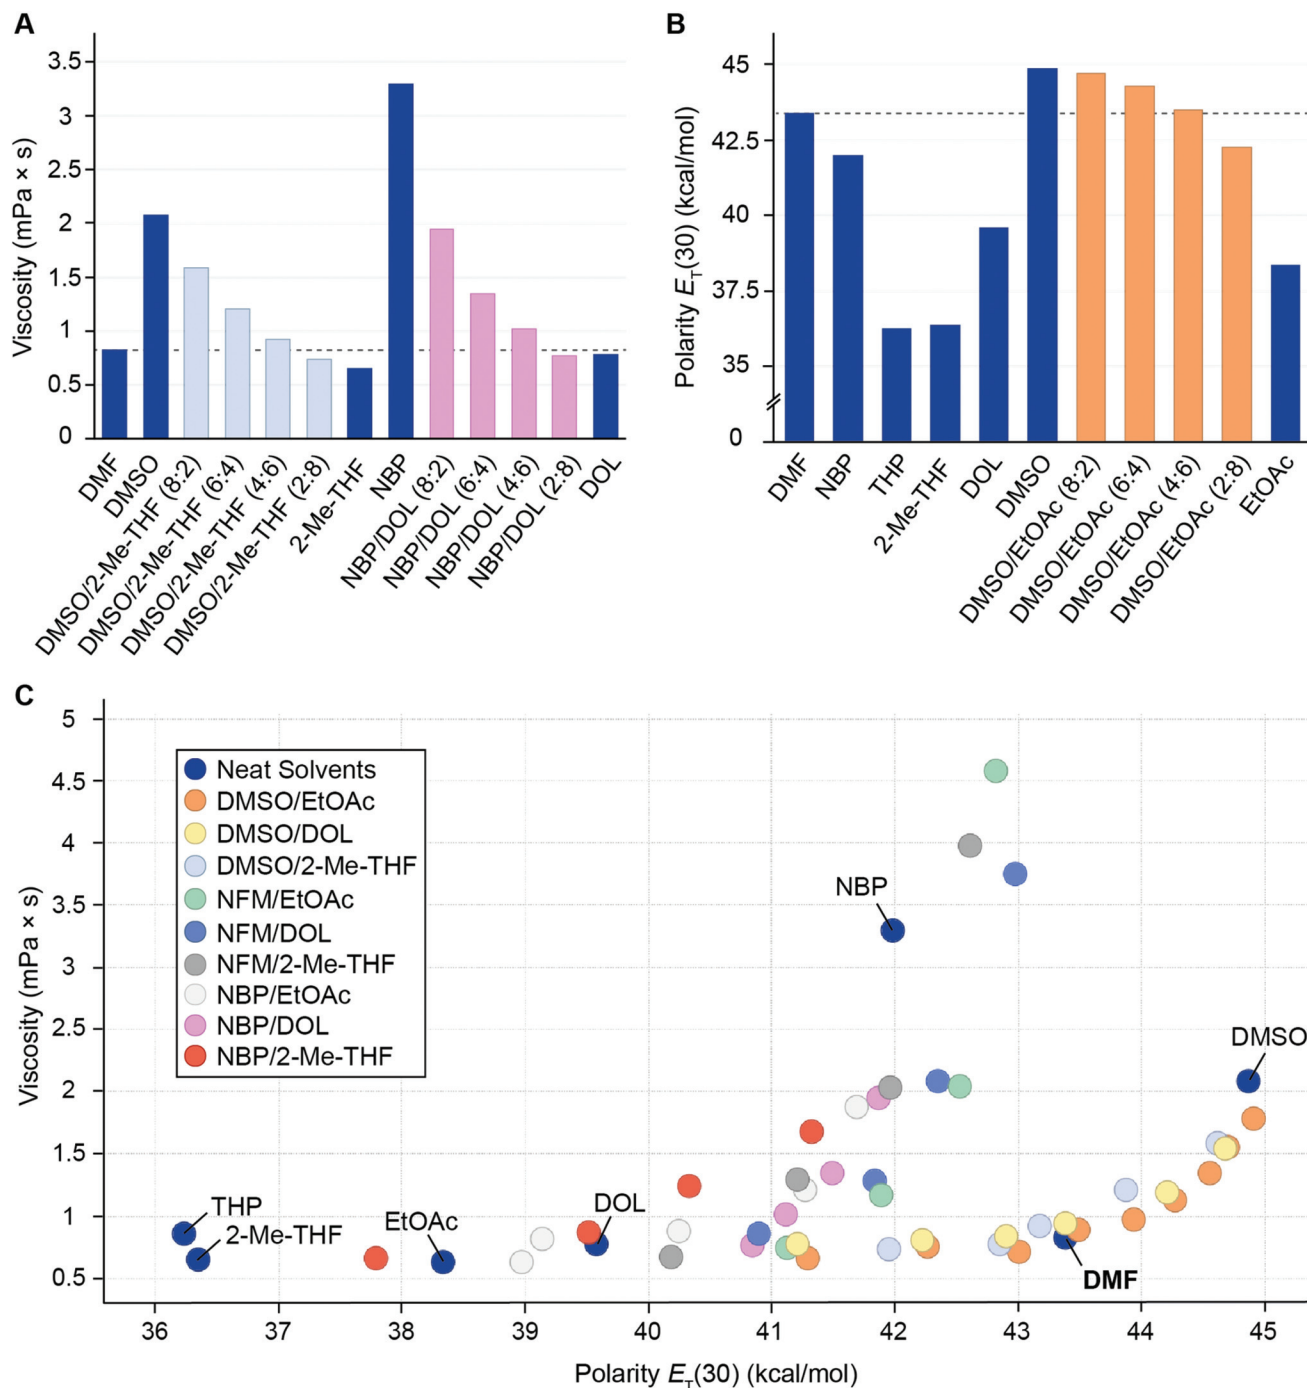 A
Viscosity (mPa × s)
3.5
3
2.5
2
1.5
1
0.5
0
DMF
DMSO
DMSO/2-Me-THF (8:2)
DMSO/2-Me-THF (6:4)
DMSO/2-Me-THF (4:6)
DMSO/2-Me-THF (2:8)
2-Me-THF
NBP
NBP/DOL (8:2)
NBP/DOL (6:4)
NBP/DOL (4:6)
NBP/DOL (2:8)
DOL
B
Polarity E_T(30) (kcal/mol)
45
42.5
40
37.5
35
0
DMF
NBP
THP
2-Me-THF
DOL
DMSO
DMSO/EtOAc (8:2)
DMSO/EtOAc (6:4)
DMSO/EtOAc (4:6)
DMSO/EtOAc (2:8)
EtOAc
C
Viscosity (mPa × s)
5
4.5
4
3.5
3
2.5
2
1.5
1
0.5
Neat Solvents
DMSO/EtOAc
DMSO/DOL
DMSO/2-Me-THF
NFM/EtOAc
NFM/DOL
NFM/2-Me-THF
NBP/EtOAc
NBP/DOL
NBP/2-Me-THF
NBP
DMSO
THP
2-Me-THF
EtOAc
DOL
DMF
36 37 38 39 40 41 42 43 44 45
Polarity E_T(30) (kcal/mol)